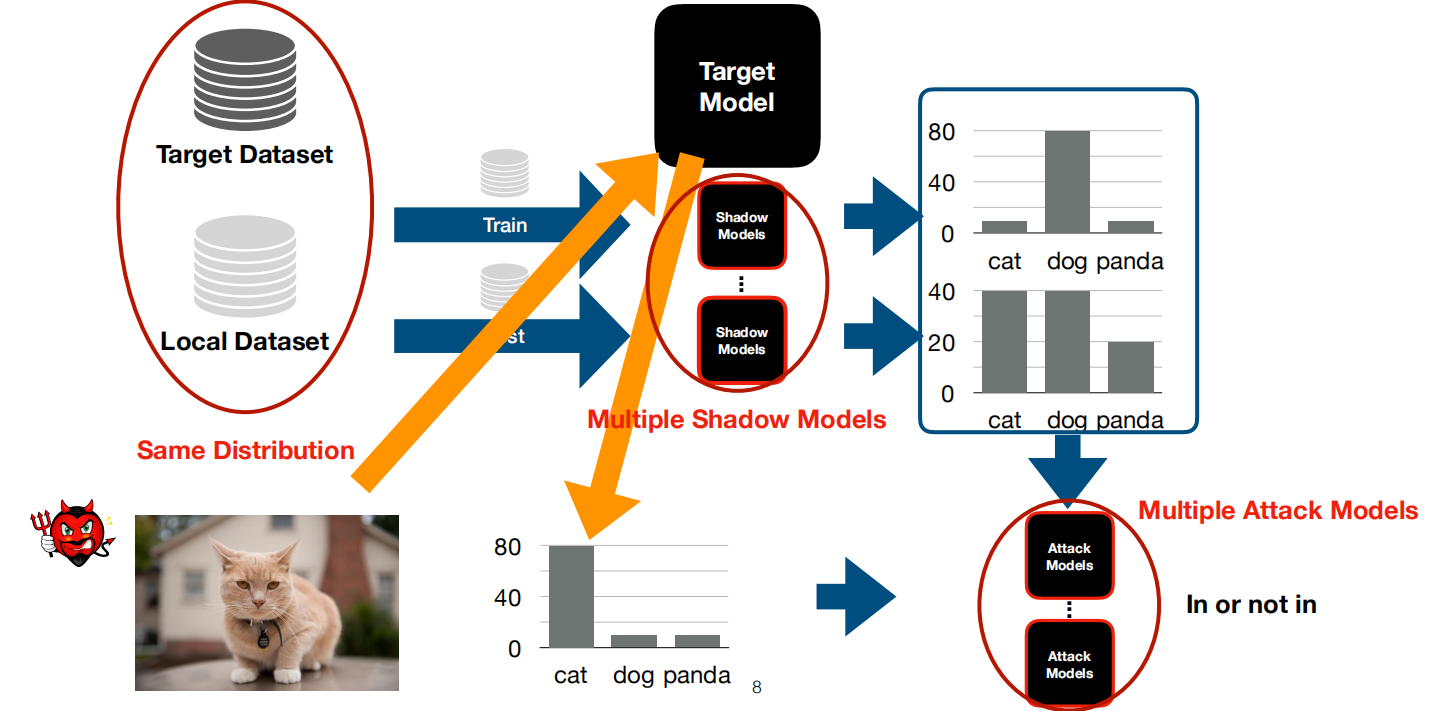 Target
Model
Target Dataset
Local Dataset
Train
st
Shadow
Models
Shadow
Models
80
40
0
cat dog panda
40
20
0
cat dog panda
Multiple Shadow Models
Same Distribution
Multiple Attack Models
Attack
Models
Attack
Models
In or not in
80
40
0
cat dog panda
8